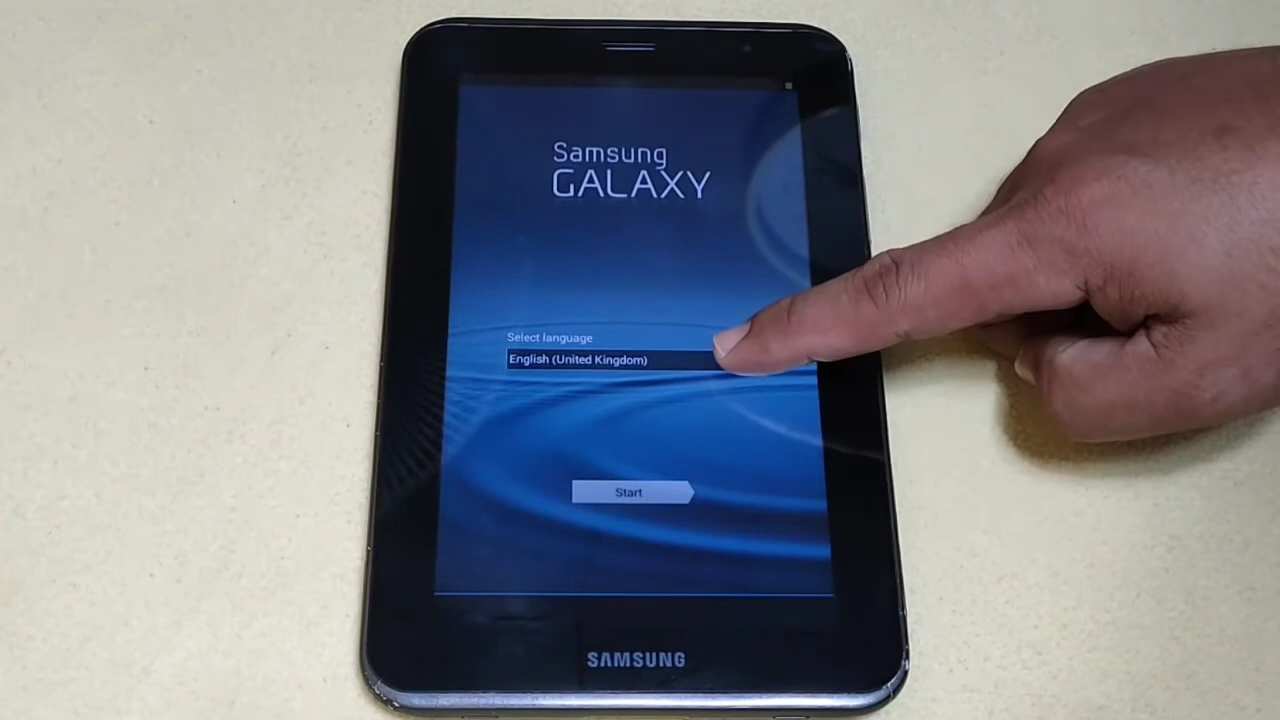 Samsung
GALAXY
Select language
English (United Kingdom)
Start
SAMSUNG